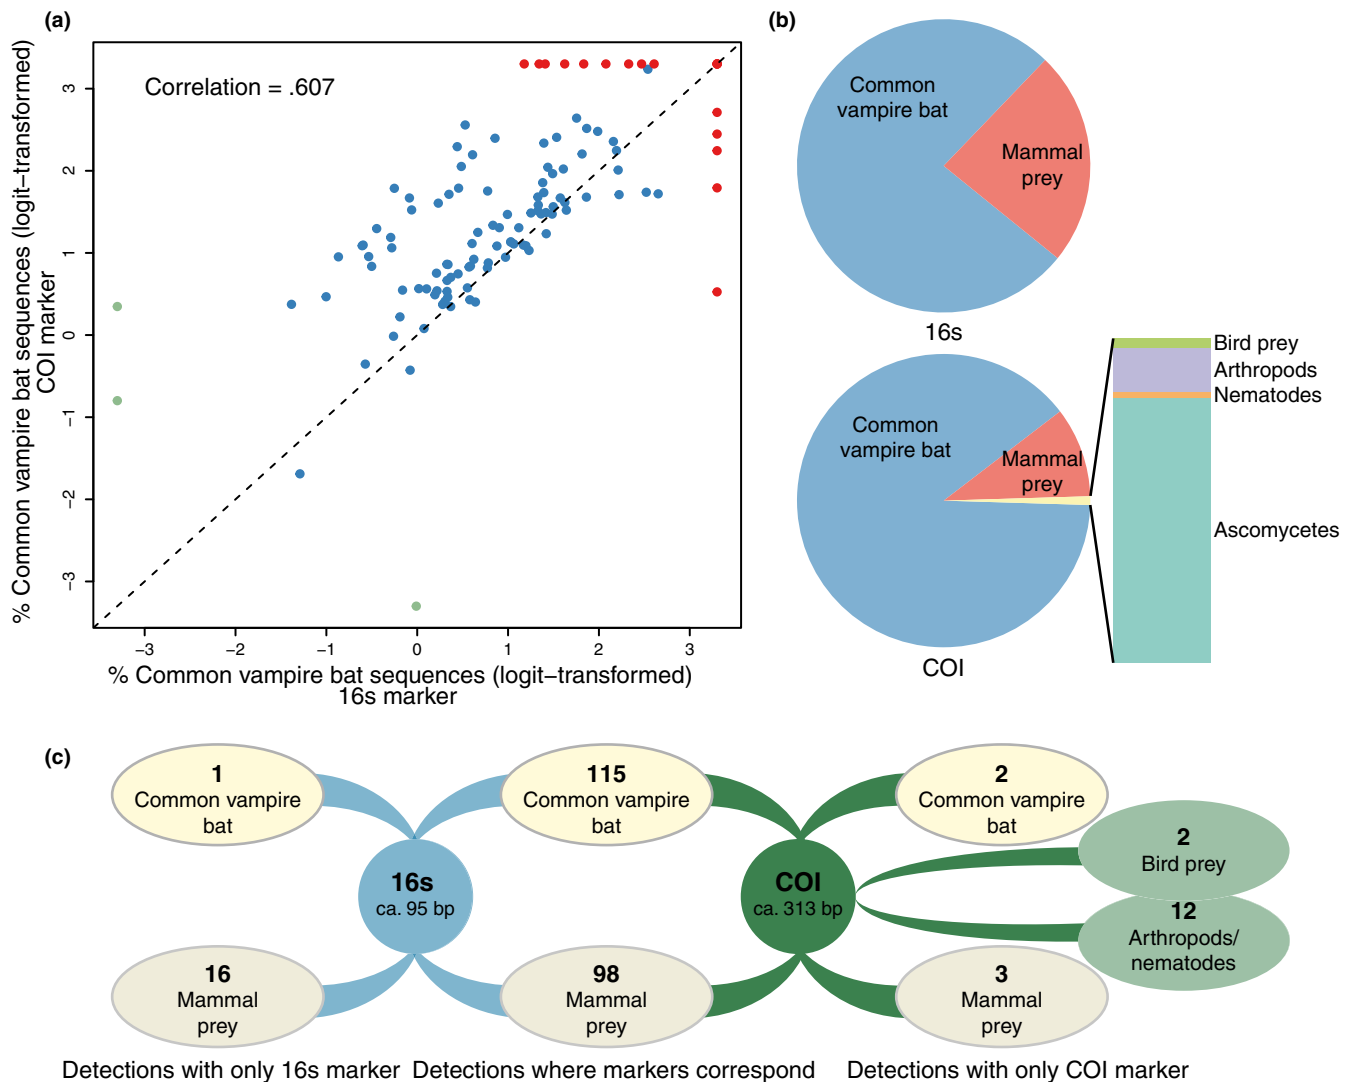 (a)
% Common vampire bat sequences (logit−transformed)
COI marker
3
2
1
0
−1
−2
−3
Correlation = .607
−3
−2
−1
0
1
2
3
% Common vampire bat sequences (logit−transformed)
16s marker
(b)
Common
vampire bat
Mammal
prey
16s
Common
vampire bat
Mammal
prey
COI
Bird prey
Arthropods
Nematodes
Ascomycetes
(c)
1
Common vampire
bat
115
Common vampire
bat
2
Common vampire
bat
2
Bird prey
16s
ca. 95 bp
COI
ca. 313 bp
12
Arthropods/
nematodes
16
Mammal
prey
98
Mammal
prey
3
Mammal
prey
Detections with only 16s marker
Detections where markers correspond
Detections with only COI marker